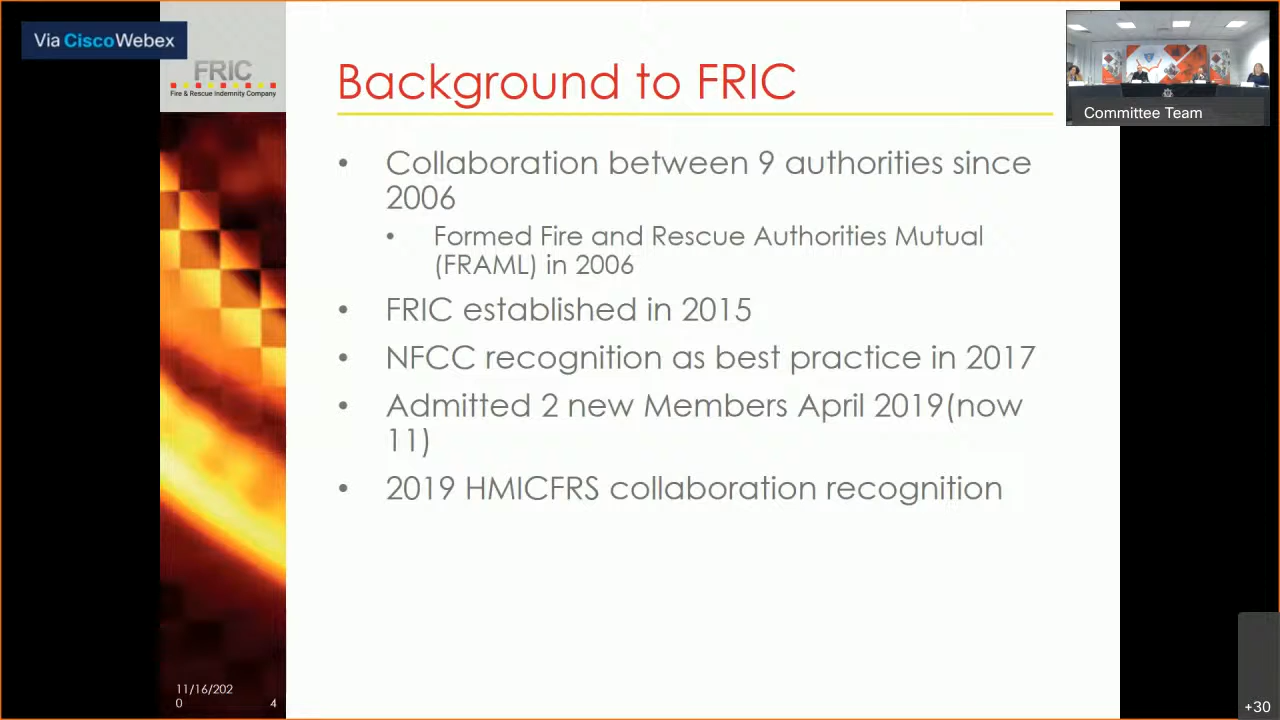 Via CiscoWebex
FRIC
Fire & Rescue Indemnity Company
Background to FRIC
Committee Team
• Collaboration between 9 authorities since
2006
• Formed Fire and Rescue Authorities Mutual
(FRAML) in 2006
• FRIC established in 2015
• NFCC recognition as best practice in 2017
• Admitted 2 new Members April 2019(now
11)
• 2019 HMICFRS collaboration recognition
11/16/202
0
4
+30